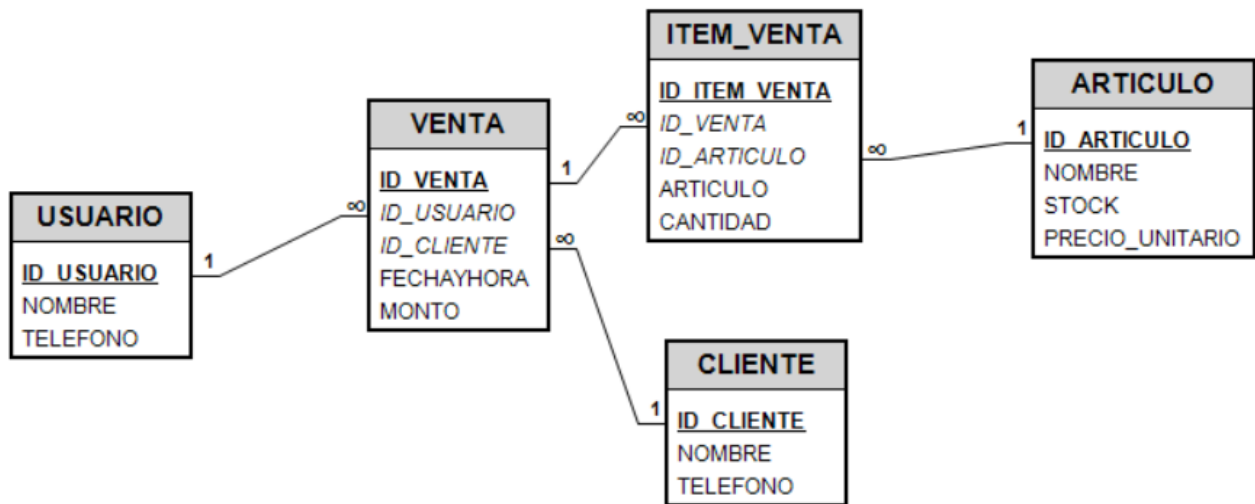 USUARIO
ID_USUARIO
NOMBRE
TELEFONO
1
∞
VENTA
ID_VENTA
ID_USUARIO
ID_CLIENTE
FECHAYHORA
MONTO
1
∞
∞
1
ITEM_VENTA
ID_ITEM_VENTA
ID_VENTA
ID_ARTICULO
ARTICULO
CANTIDAD
∞
1
ARTICULO
ID_ARTICULO
NOMBRE
STOCK
PRECIO_UNITARIO
CLIENTE
ID_CLIENTE
NOMBRE
TELEFONO